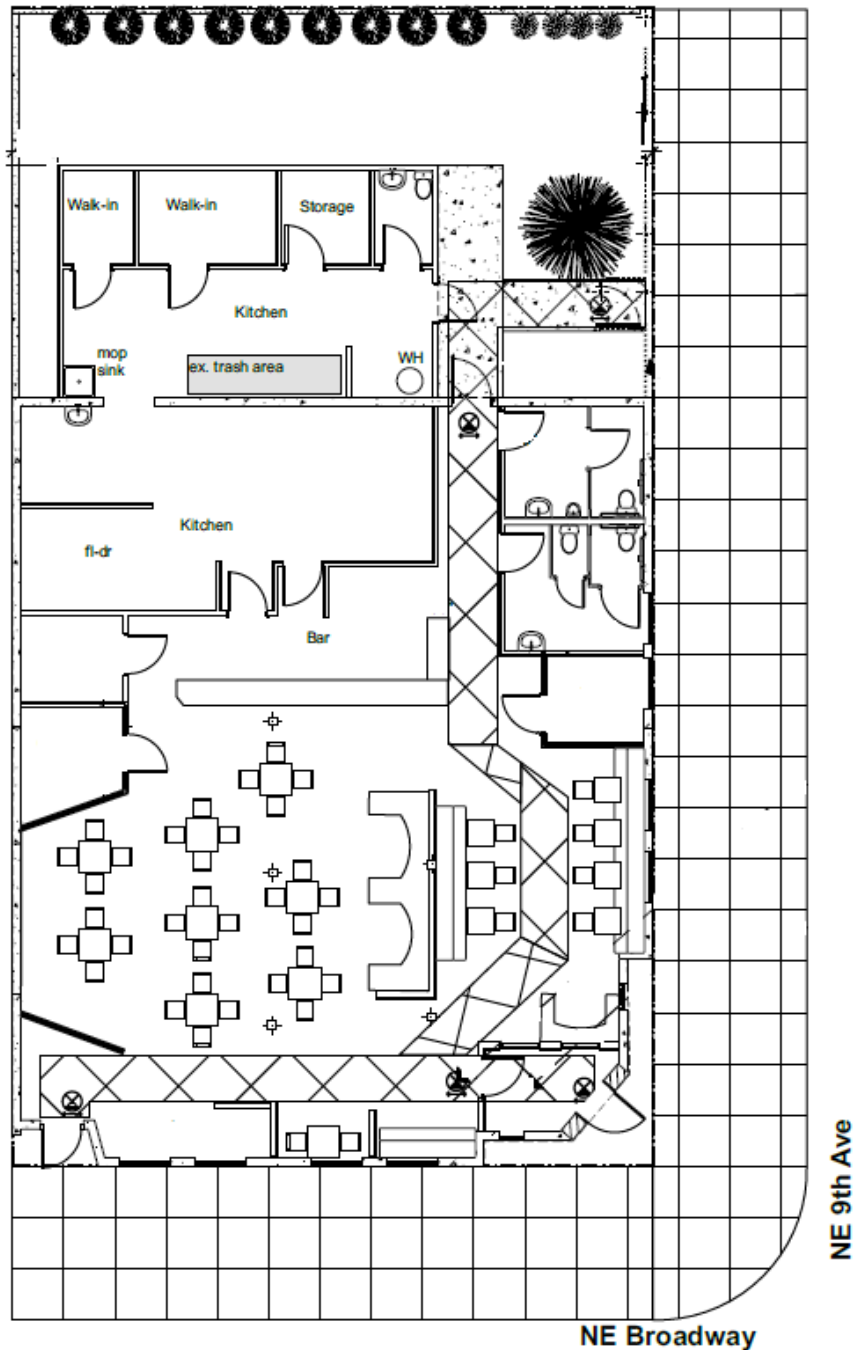 Walk-in
Walk-in
Storage
Kitchen
mop
sink
ex. trash area
WH
Kitchen
fl-dr
Bar
NE 9th Ave
NE Broadway